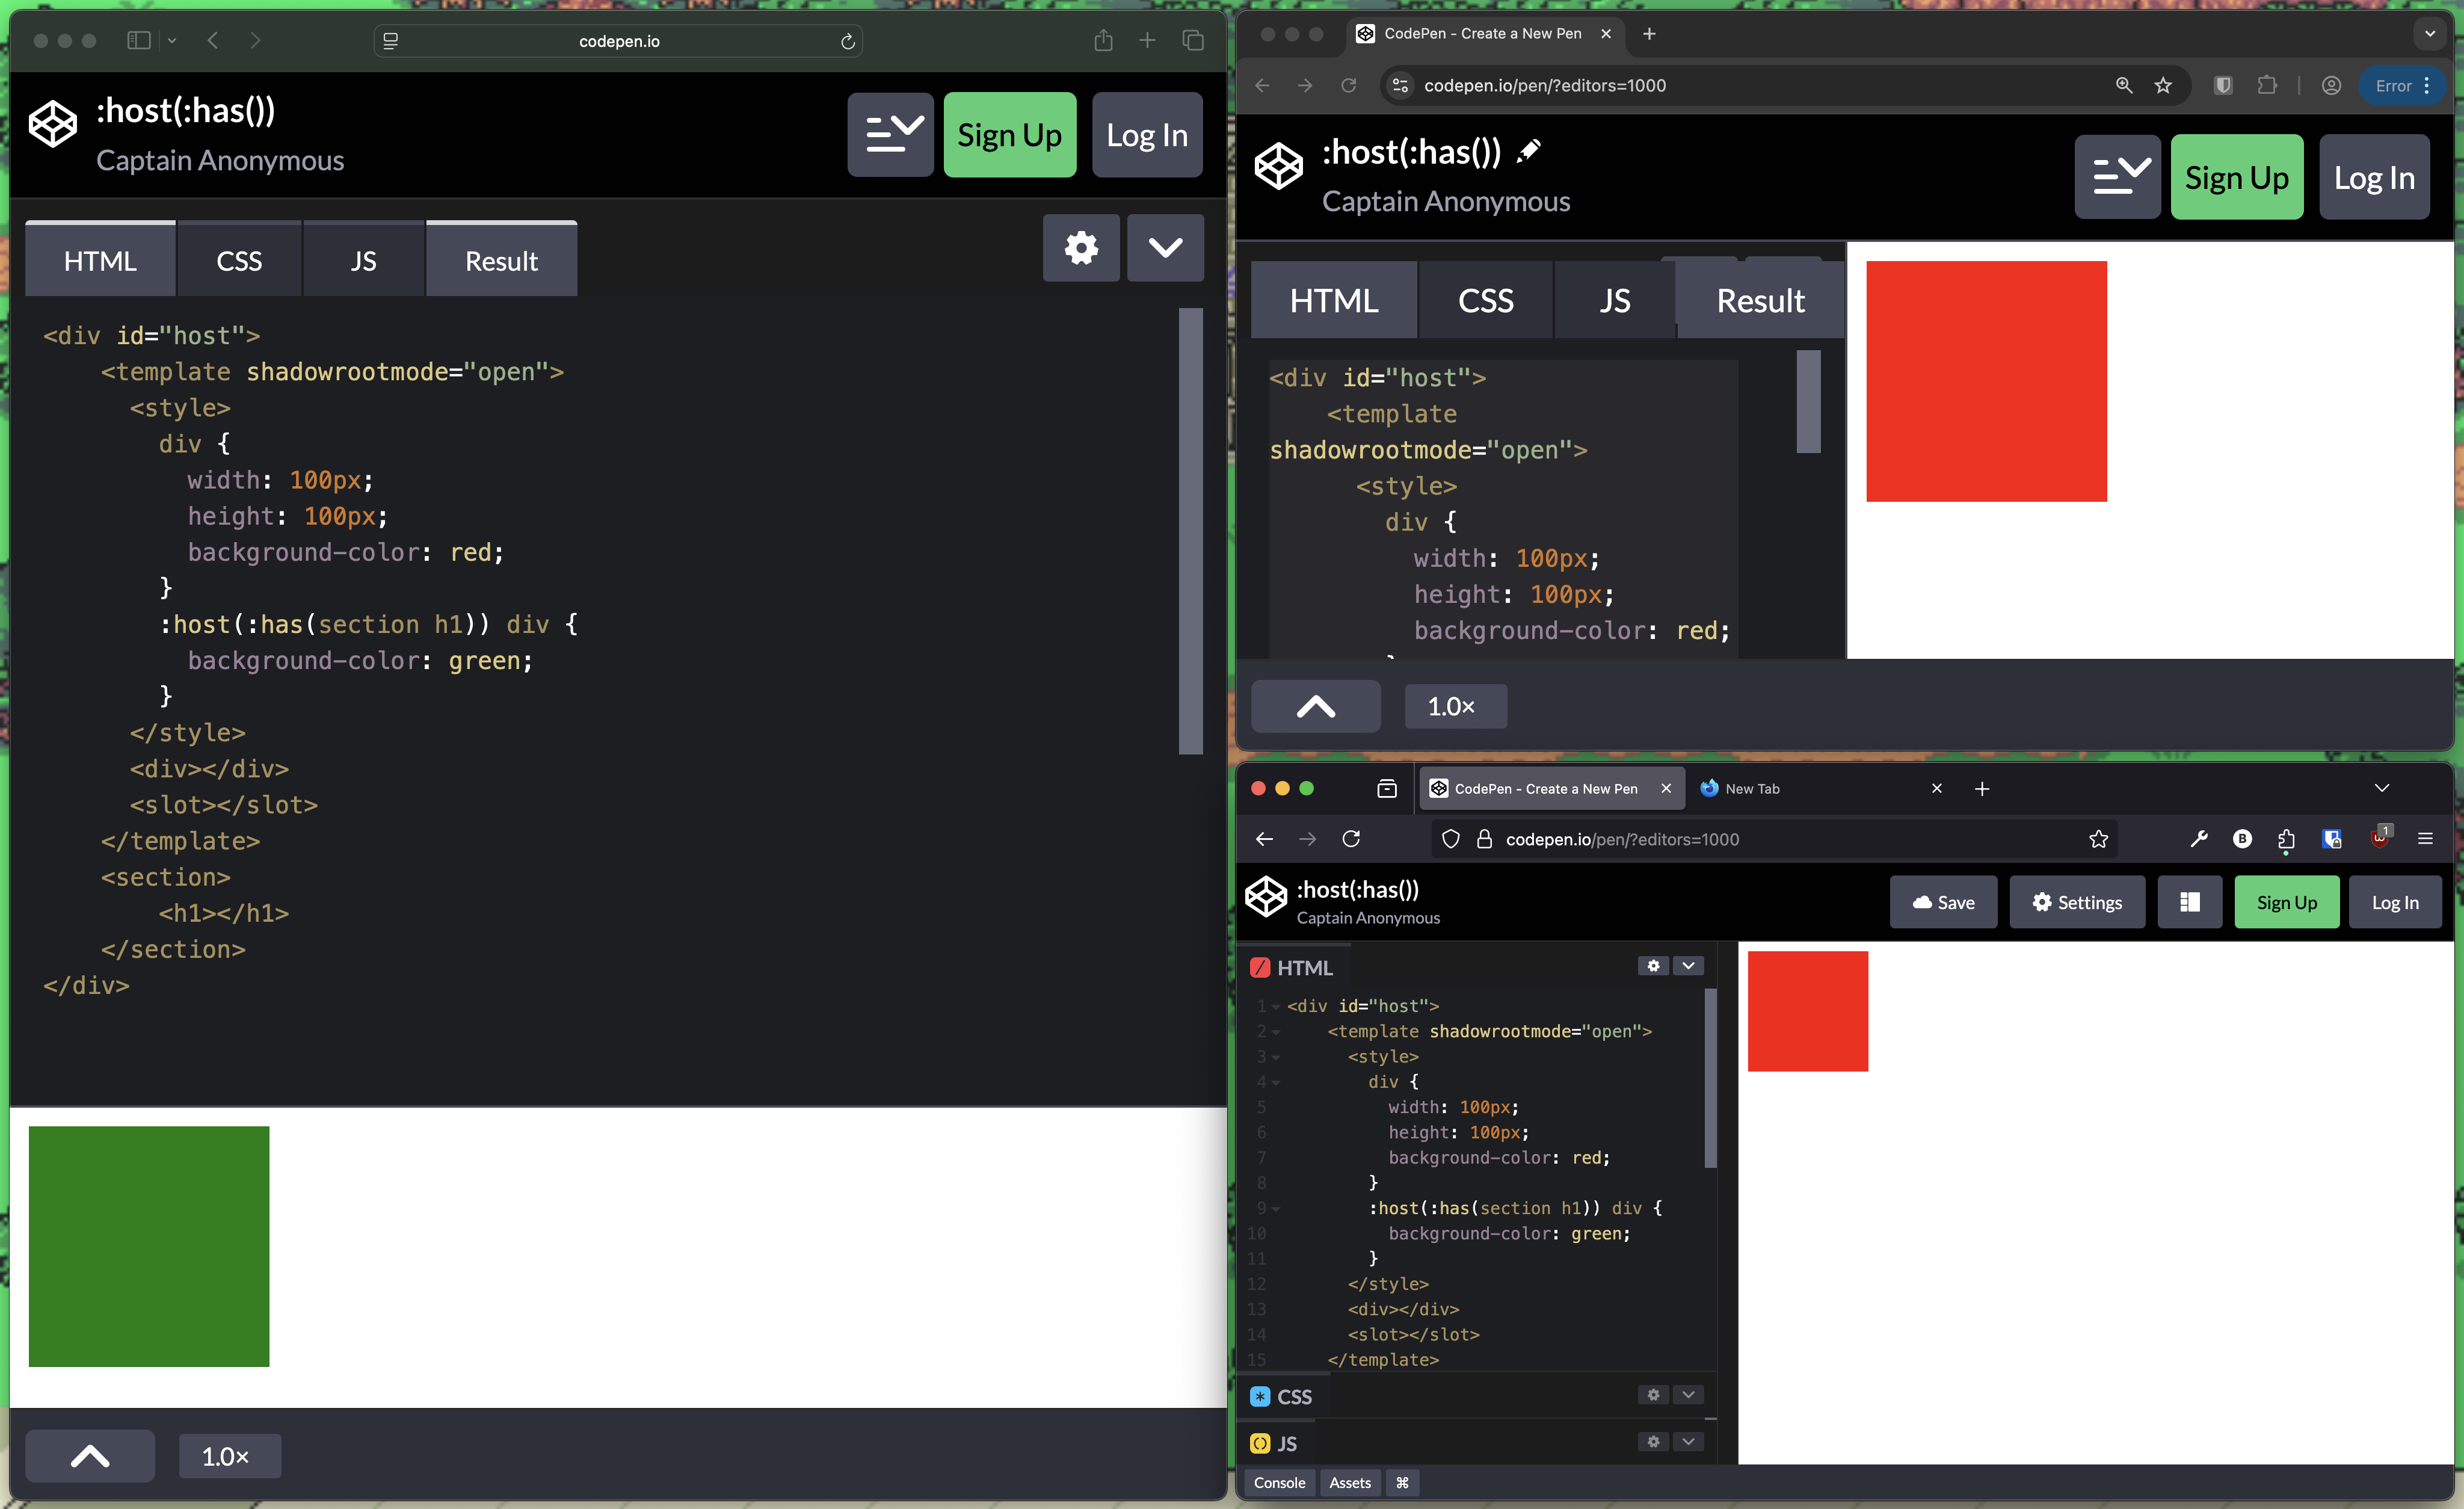 codepen.io
:host(:has())
Captain Anonymous
Sign Up
Log In
HTML
CSS
JS
Result
<div id="host">
    <template shadowrootmode="open">
      <style>
        div {
          width: 100px;
          height: 100px;
          background-color: red;
        }
        :host(:has(section h1)) div {
          background-color: green;
        }
      </style>
      <div></div>
      <slot></slot>
    </template>
    <section>
        <h1></h1>
    </section>
</div>
1.0×
CodePen - Create a New Pen
codepen.io/pen/?editors=1000
Error
:host(:has())
Captain Anonymous
Sign Up
Log In
HTML
CSS
JS
Result
<div id="host">
    <template
shadowrootmode="open">
      <style>
        div {
          width: 100px;
          height: 100px;
          background-color: red;
1.0×
CodePen - Create a New Pen
New Tab
codepen.io/pen/?editors=1000
B
1
:host(:has())
Captain Anonymous
Save
Settings
Sign Up
Log In
HTML
1 <div id="host">
2     <template shadowrootmode="open">
3       <style>
4         div {
5           width: 100px;
6           height: 100px;
7           background-color: red;
8         }
9         :host(:has(section h1)) div {
10           background-color: green;
11         }
12       </style>
13       <div></div>
14       <slot></slot>
15     </template>
CSS
JS
Console
Assets
⌘